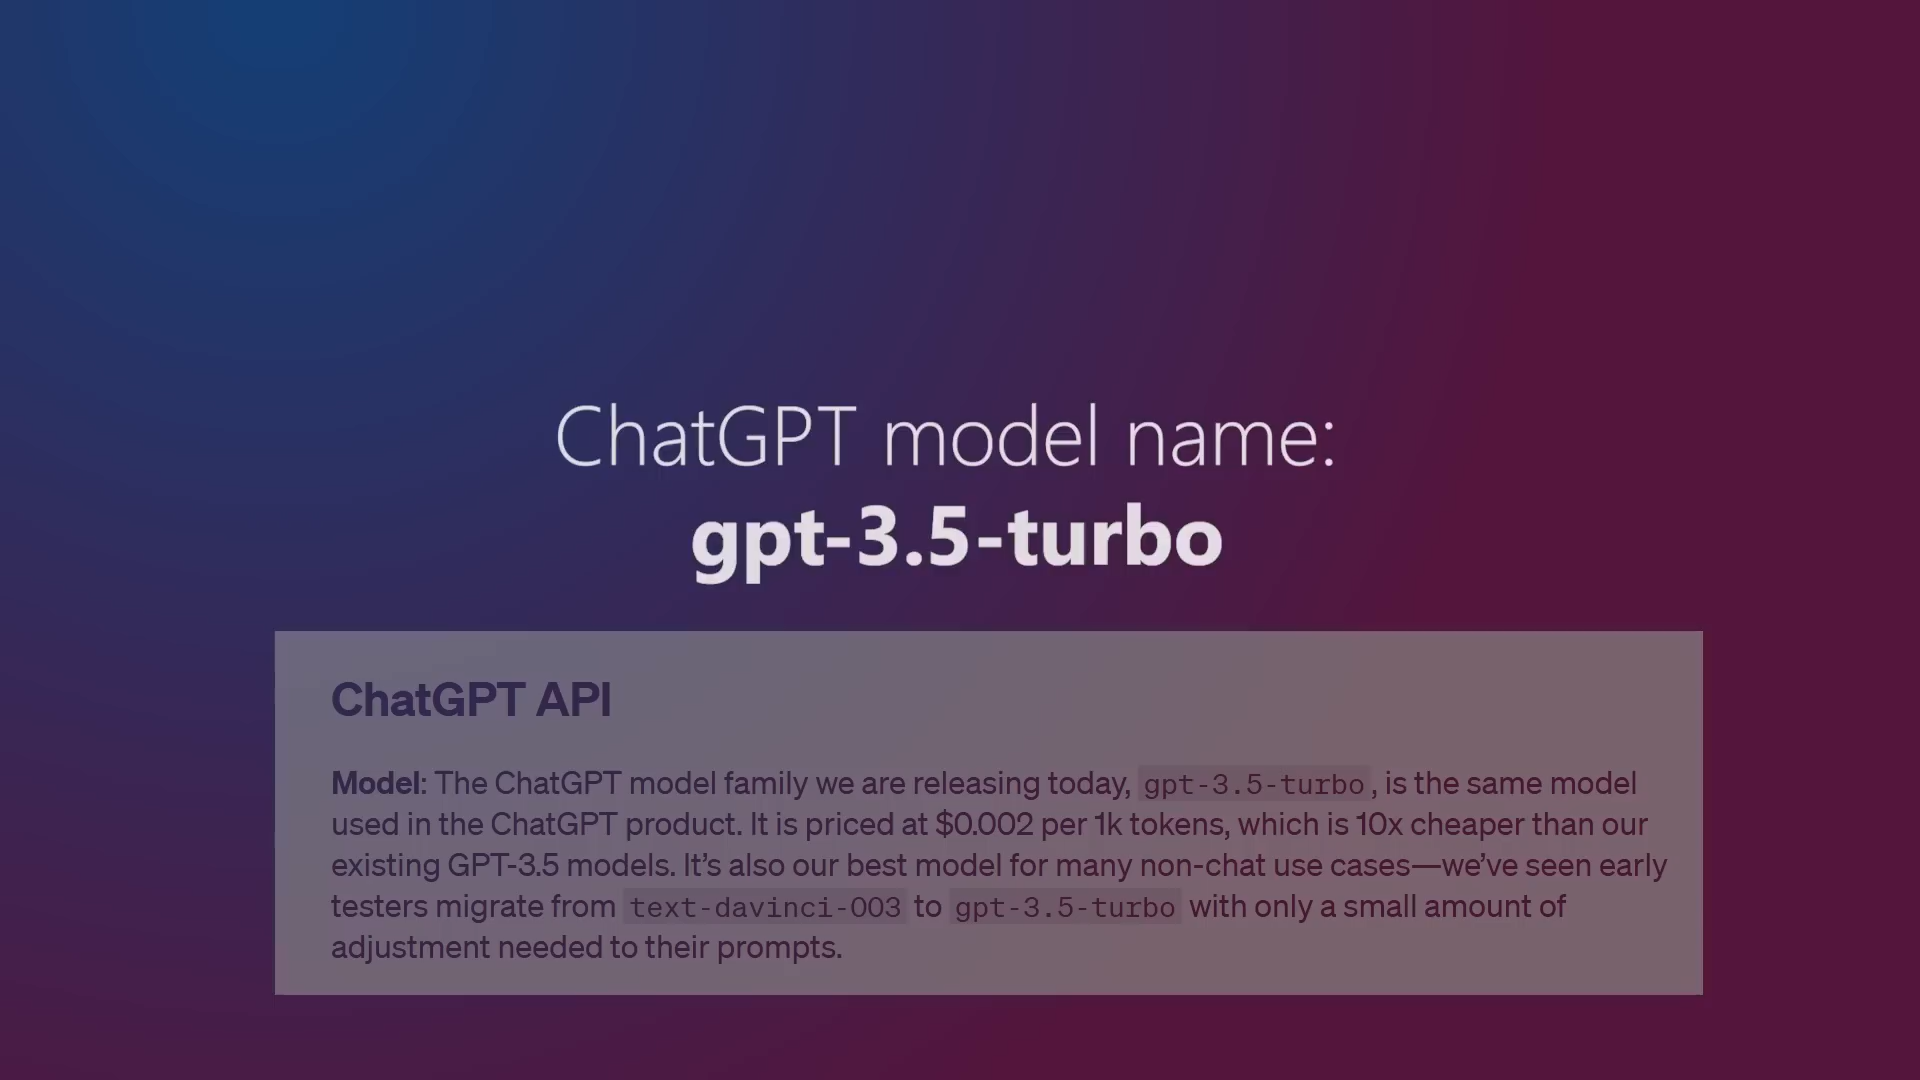 ChatGPT model name:
gpt-3.5-turbo
ChatGPT API
Model: The ChatGPT model family we are releasing today, gpt-3.5-turbo, is the same model
used in the ChatGPT product. It is priced at $0.002 per 1k tokens, which is 10x cheaper than our
existing GPT-3.5 models. It’s also our best model for many non-chat use cases—we’ve seen early
testers migrate from text-davinci-003 to gpt-3.5-turbo with only a small amount of
adjustment needed to their prompts.